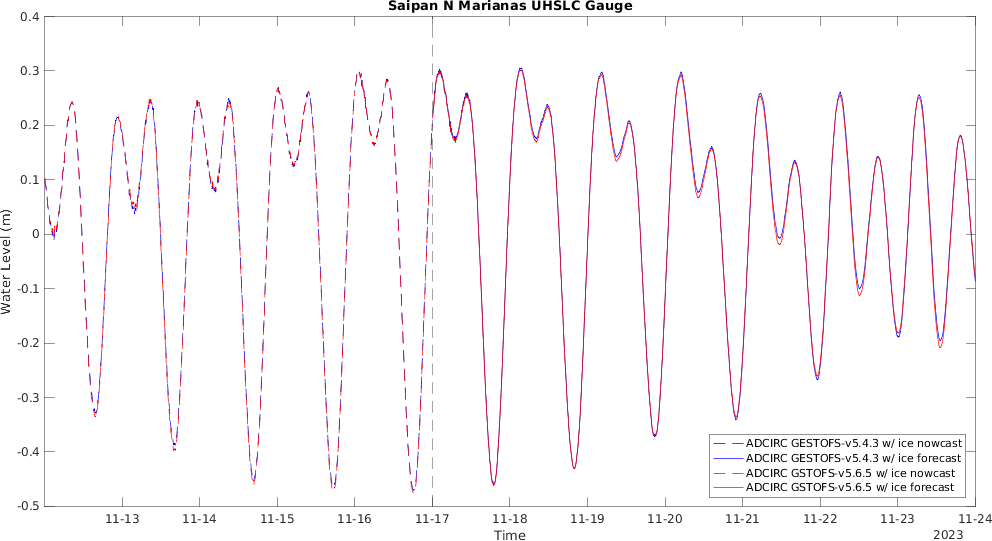 Saipan N Marianas UHSLC Gauge
0.4
0.3
0.2
0.1
0
-0.1
-0.2
-0.3
-0.4
-0.5
Water Level (m)
ADCIRC GESTOFS-v5.4.3 w/ ice nowcast
ADCIRC GESTOFS-v5.4.3 w/ ice forecast
ADCIRC GSTOFS-v5.6.5 w/ ice nowcast
ADCIRC GSTOFS-v5.6.5 w/ ice forecast
11-13 11-14 11-15 11-16 11-17 11-18 11-19 11-20 11-21 11-22 11-23 11-24
Time
2023